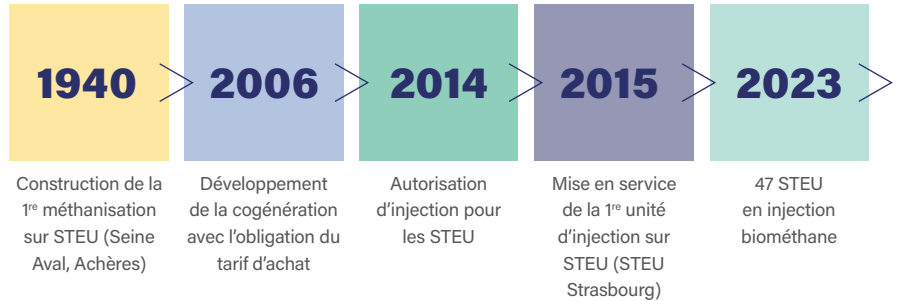 1940
2006
2014
2015
2023
Construction de la
1re méthanisation
sur STEU (Seine
Aval, Achères)
Développement
de la cogénération
avec l’obligation du
tarif d’achat
Autorisation
d’injection pour
les STEU
Mise en service
de la 1re unité
d’injection sur
STEU (STEU
Strasbourg)
47 STEU
en injection
biométhane